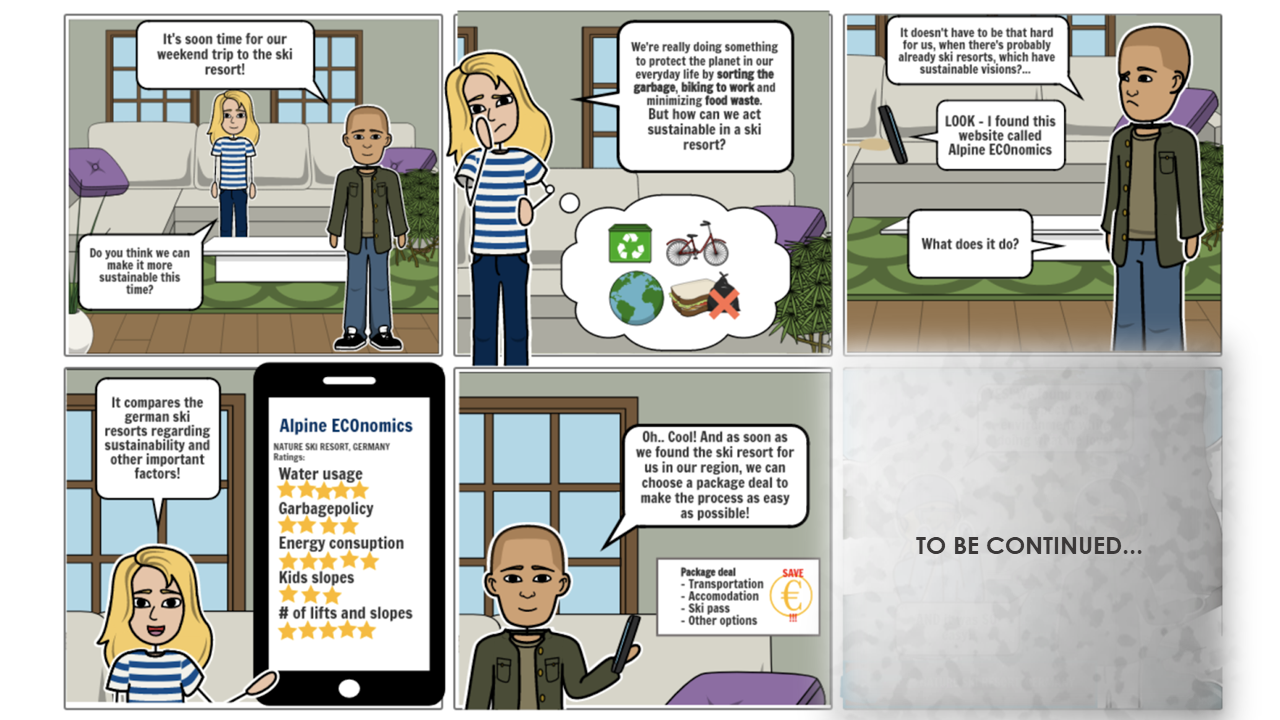 It's soon time for our
weekend trip to the ski
resort!
Do you think we can
make it more
sustainable this
time?
We're really doing something
to protect the planet in our
everyday life by sorting the
garbage, biking to work and
minimizing food waste.
But how can we act
sustainable in a ski
resort?
It doesn't have to be that hard
for us, when there's probably
already ski resorts, which have
sustainable visions?...
LOOK - I found this
website called
Alpine ECOnomics
What does it do?
It compares the
german ski
resorts regarding
sustainability and
other important
factors!
Alpine ECOnomics
NATURE SKI RESORT, GERMANY
Ratings:
Water usage
Garbagepolicy
Energy consuption
Kids slopes
# of lifts and slopes
Oh.. Cool! And as soon as
we found the ski resort for
us in our region, we can
choose a package deal to
make the process as easy
as possible!
Package deal
- Transportation
- Accomodation
- Ski pass
- Other options
SAVE
€
!!!
TO BE CONTINUED...